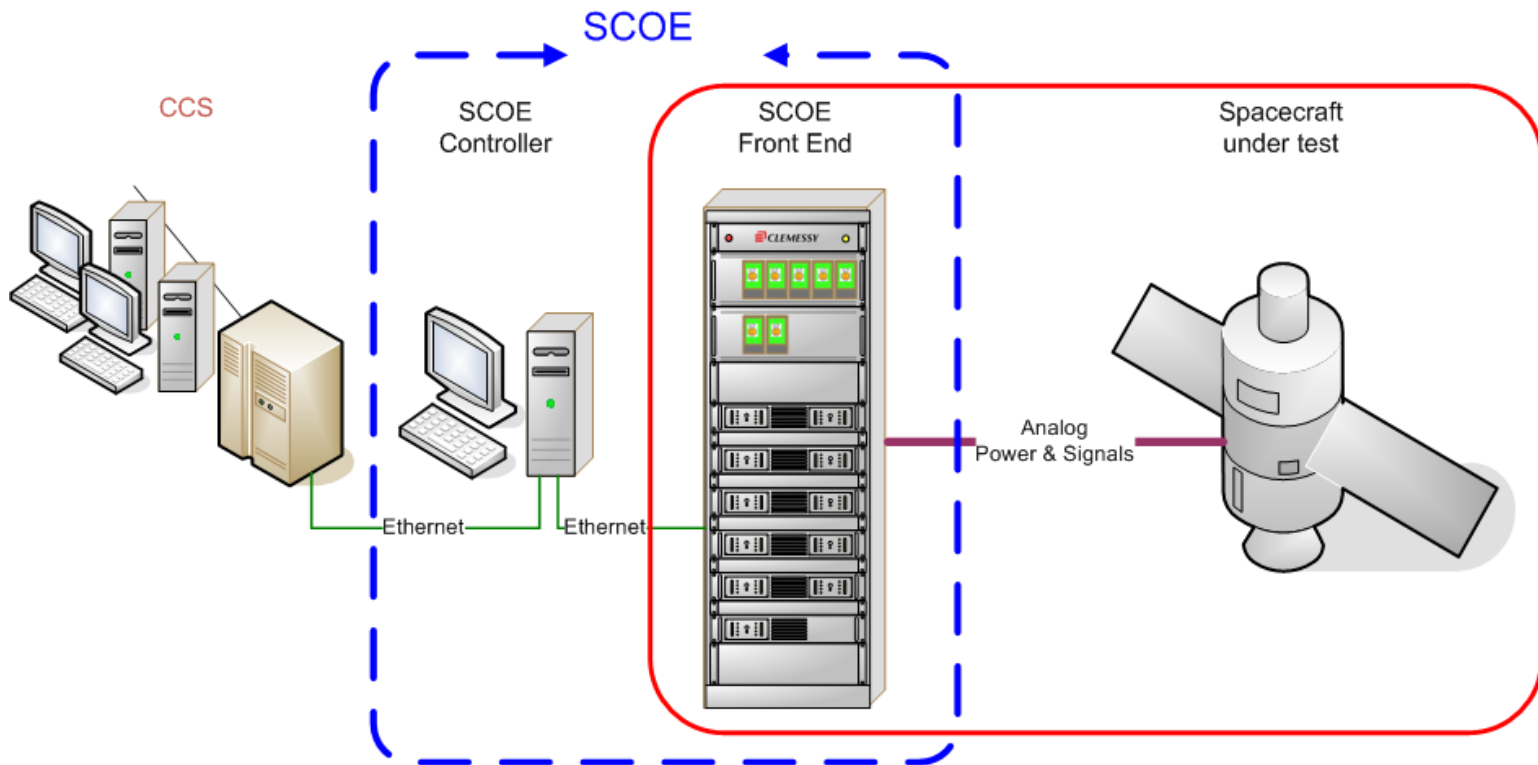 SCOE
CCS
SCOE
Controller
SCOE
Front End
Spacecraft
under test
CLEMESSY
Analog
Power & Signals
Ethernet
Ethernet